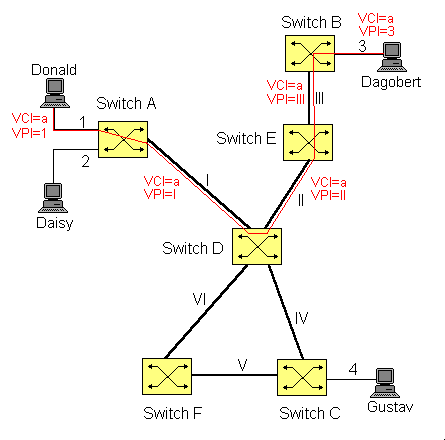 Switch B
VCI=a
VPI=3
3
Dagobert
Donald
Switch A
VCI=a
VPI=III
III
VCI=a
VPI=1
1
2
Switch E
Daisy
VCI=a
VPI=I
I
VCI=a
VPI=II
II
Switch D
VI
IV
V
4
Switch F
Switch C
Gustav